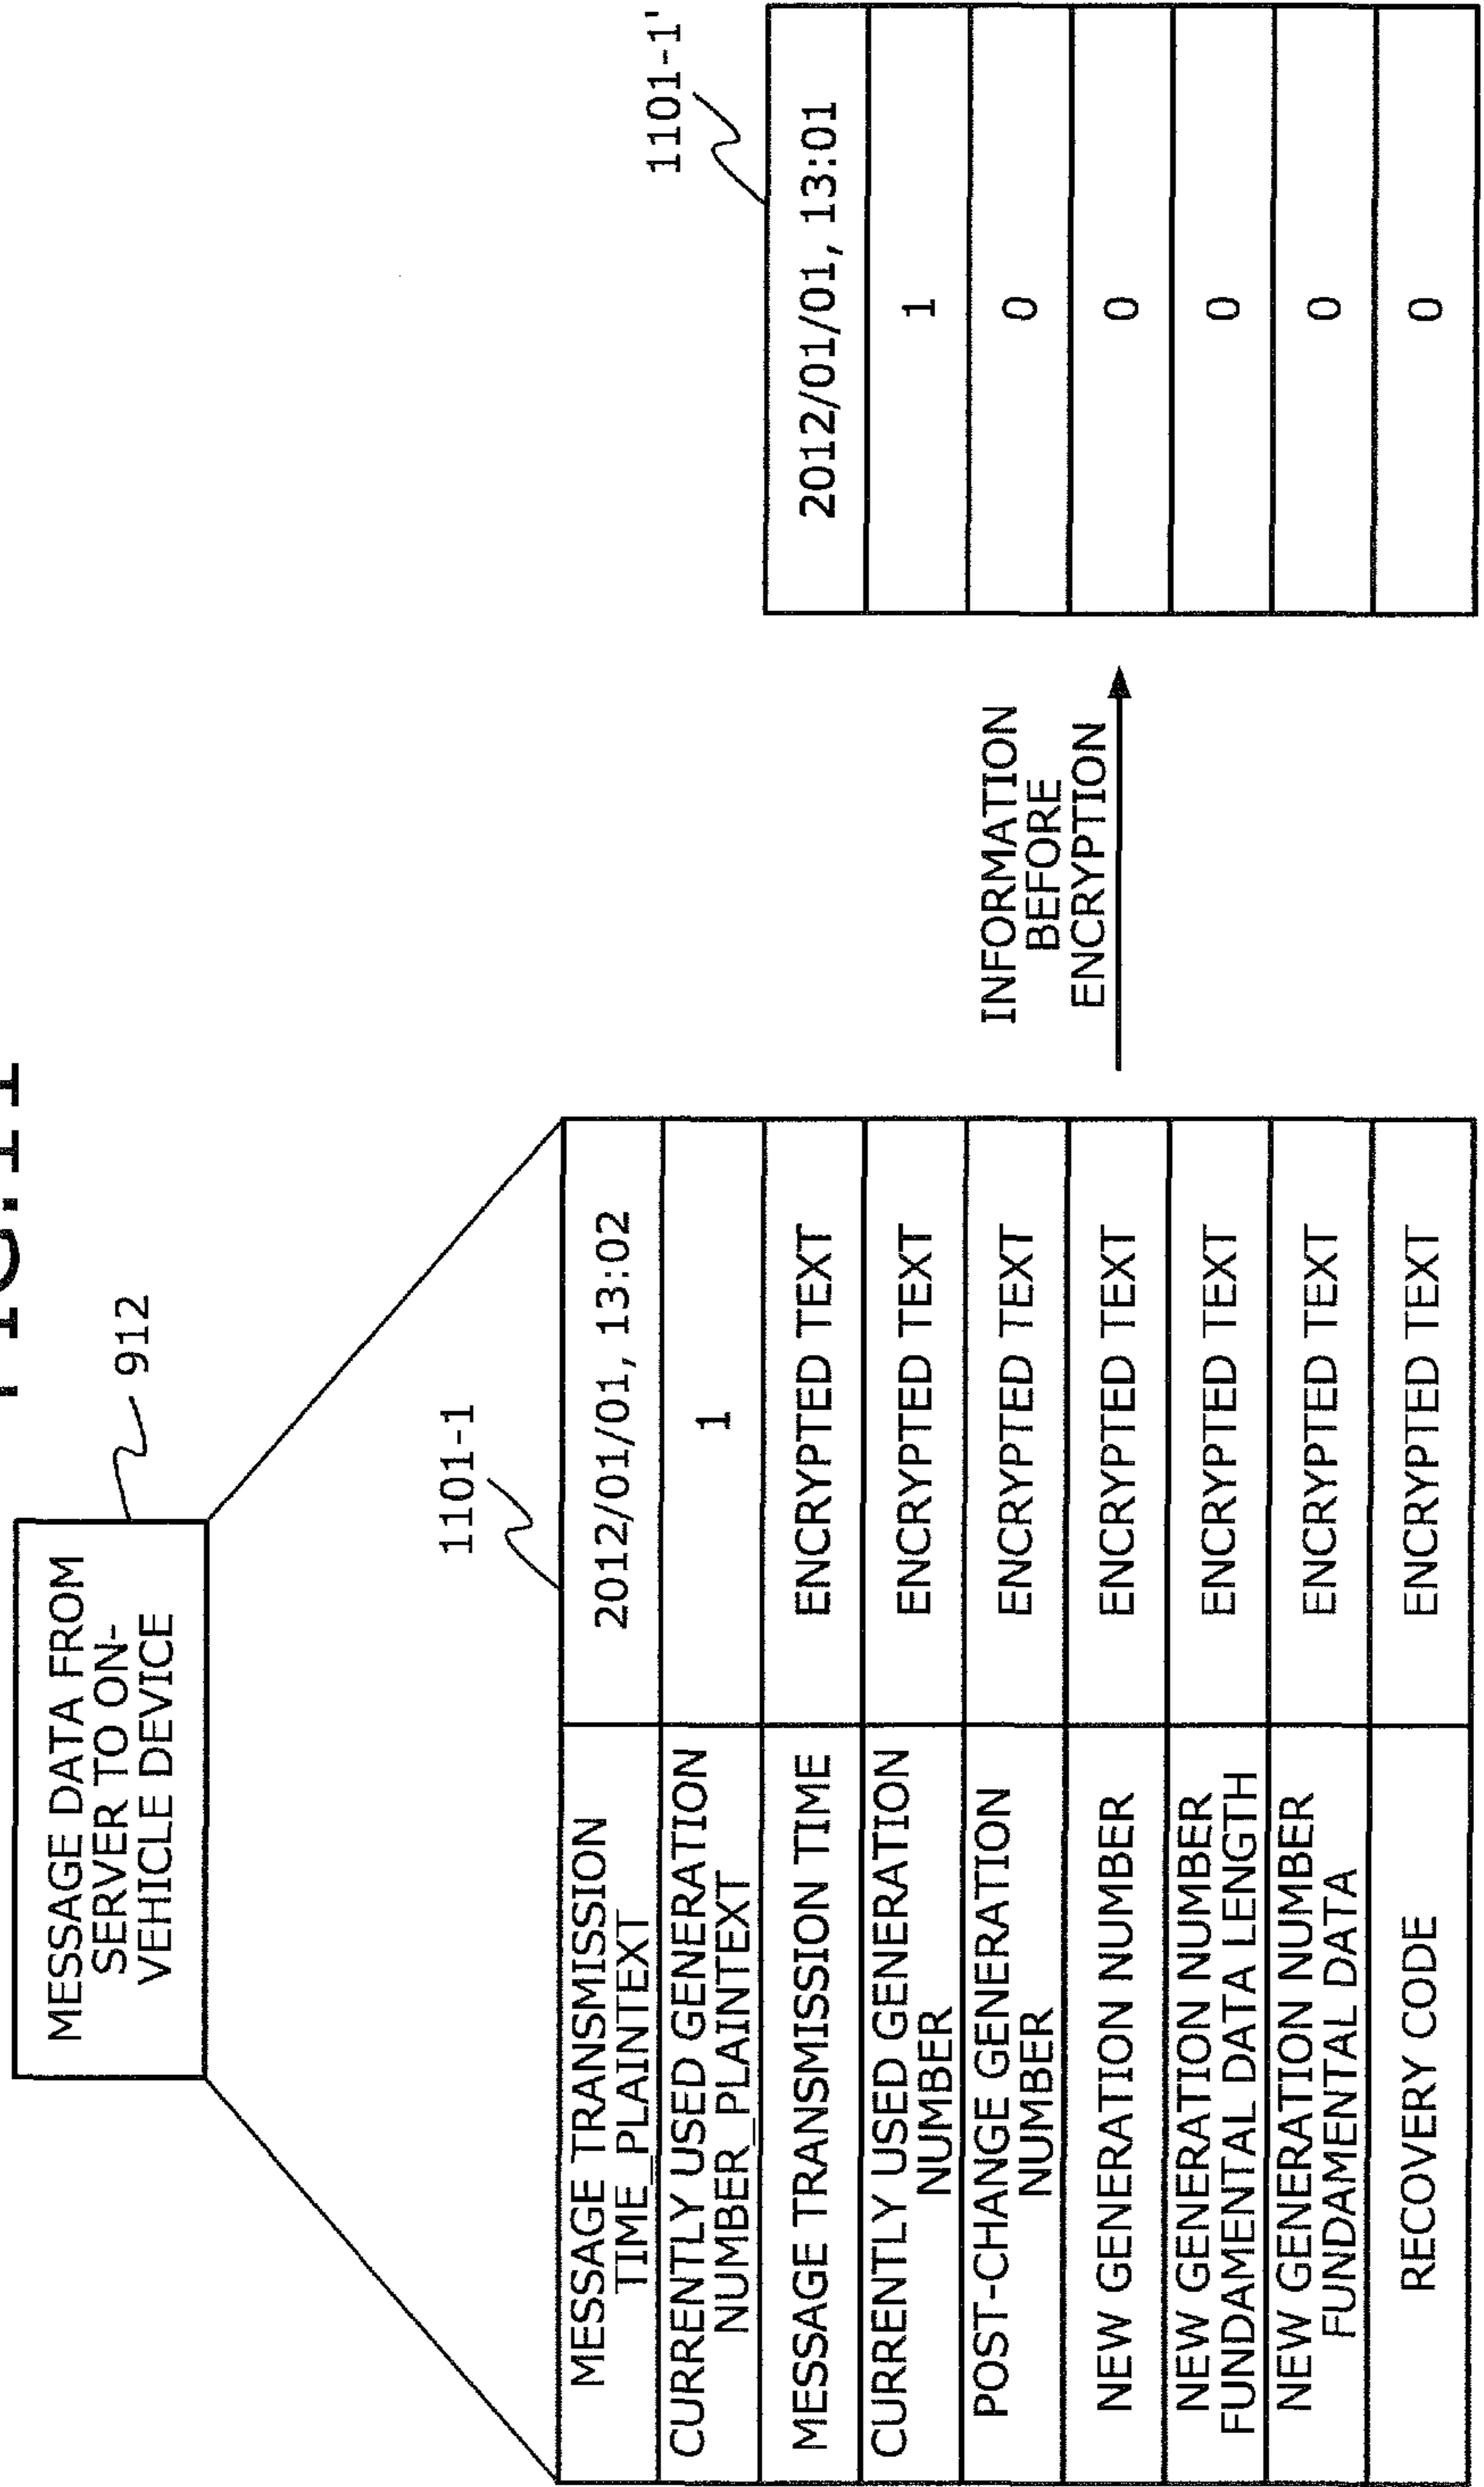 FIG.11
MESSAGE DATA FROM
SERVER TO ON-
VEHICLE DEVICE
912
1101-1
MESSAGE TRANSMISSION
TIME_PLAINTEXT
2012/01/01, 13:02
CURRENTLY USED GENERATION
NUMBER_PLAINTEXT
1
MESSAGE TRANSMISSION TIME
ENCRYPTED TEXT
CURRENTLY USED GENERATION
NUMBER
ENCRYPTED TEXT
POST-CHANGE GENERATION
NUMBER
ENCRYPTED TEXT
NEW GENERATION NUMBER
ENCRYPTED TEXT
NEW GENERATION NUMBER
FUNDAMENTAL DATA LENGTH
ENCRYPTED TEXT
NEW GENERATION NUMBER
FUNDAMENTAL DATA
ENCRYPTED TEXT
RECOVERY CODE
ENCRYPTED TEXT
INFORMATION
BEFORE
ENCRYPTION
1101-1'
2012/01/01, 13:01
1
0
0
0
0
0